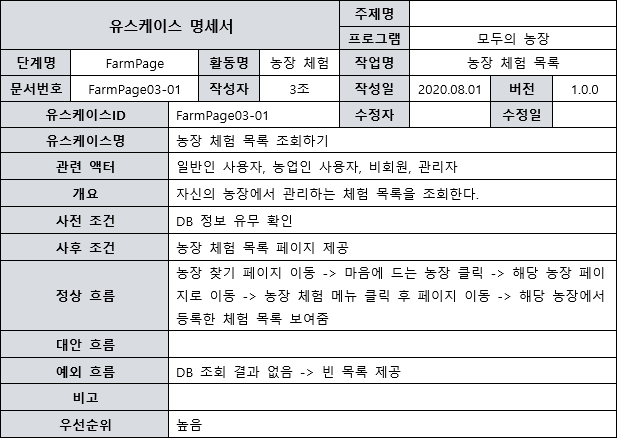 유스케이스 명세서
주제명
프로그램 모두의 농장
단계명 FarmPage 활동명 농장 체험 작업명 농장 체험 목록
문서번호 FarmPage03-01 작성자 3조 작성일 2020.08.01 버전 1.0.0
유스케이스ID FarmPage03-01 수정자 수정일
유스케이스명 농장 체험 목록 조회하기
관련 액터 일반인 사용자, 농업인 사용자, 비회원, 관리자
개요 자신의 농장에서 관리하는 체험 목록을 조회한다.
사전 조건 DB 정보 유무 확인
사후 조건 농장 체험 목록 페이지 제공
정상 흐름
농장 찾기 페이지 이동 -> 마음에 드는 농장 클릭 -> 해당 농장 페이
지로 이동 -> 농장 체험 메뉴 클릭 후 페이지 이동 -> 해당 농장에서
등록한 체험 목록 보여줌
대안 흐름
예외 흐름 DB 조회 결과 없음 -> 빈 목록 제공
비고
우선순위 높음